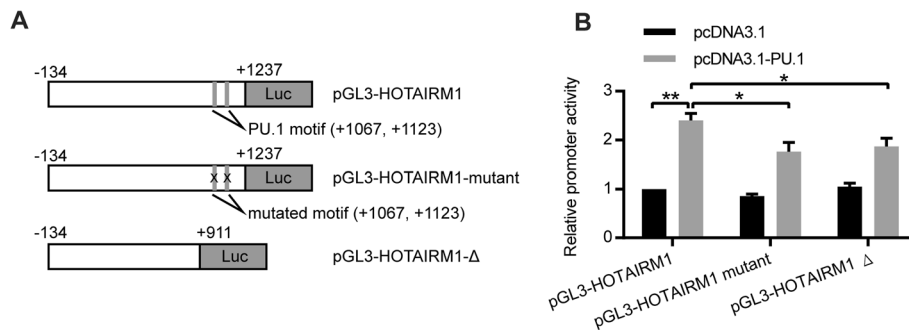 A
-134
+1237
Luc
pGL3-HOTAIRM1
PU.1 motif (+1067, +1123)
-134
+1237
x x
Luc
pGL3-HOTAIRM1-mutant
mutated motif (+1067, +1123)
-134
+911
Luc
pGL3-HOTAIRM1-Δ
B
pcDNA3.1
pcDNA3.1-PU.1
*
**
*
Relative promoter activity
3
2
1
0
pGL3-HOTAIRM1
pGL3-HOTAIRM1 mutant
pGL3-HOTAIRM1 Δ